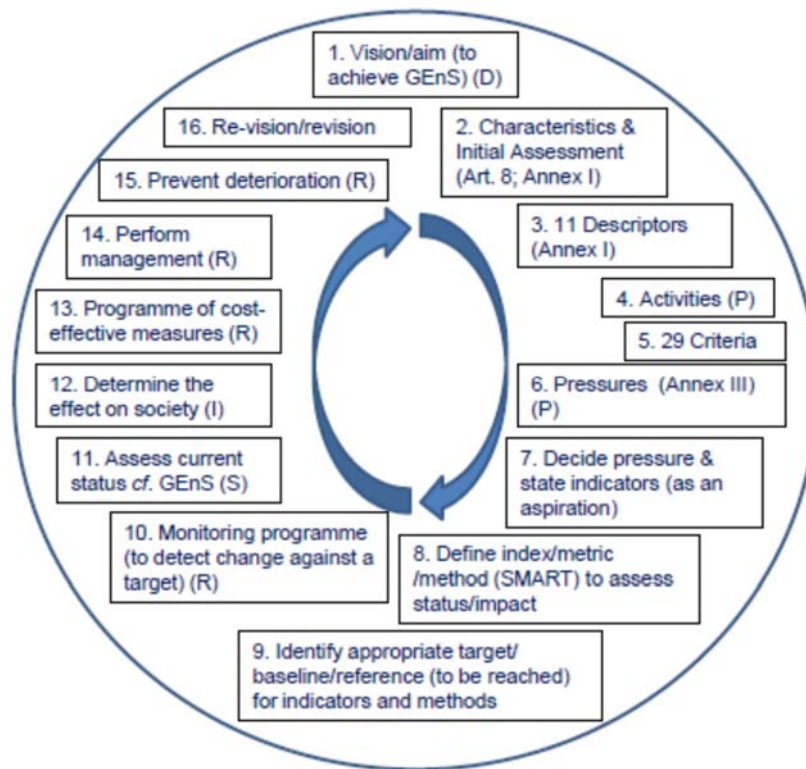 1. Vision/aim (to
achieve GEnS) (D)
2. Characteristics &
Initial Assessment
(Art. 8; Annex I)
3. 11 Descriptors
(Annex I)
4. Activities (P)
5. 29 Criteria
6. Pressures (Annex III)
(P)
7. Decide pressure &
state indicators (as an
aspiration)
8. Define index/metric
/method (SMART) to assess
status/impact
9. Identify appropriate target/
baseline/reference (to be reached)
for indicators and methods
10. Monitoring programme
(to detect change against a
target) (R)
11. Assess current
status cf. GEnS (S)
12. Determine the
effect on society (I)
13. Programme of cost-
effective measures (R)
14. Perform
management (R)
15. Prevent deterioration (R)
16. Re-vision/revision